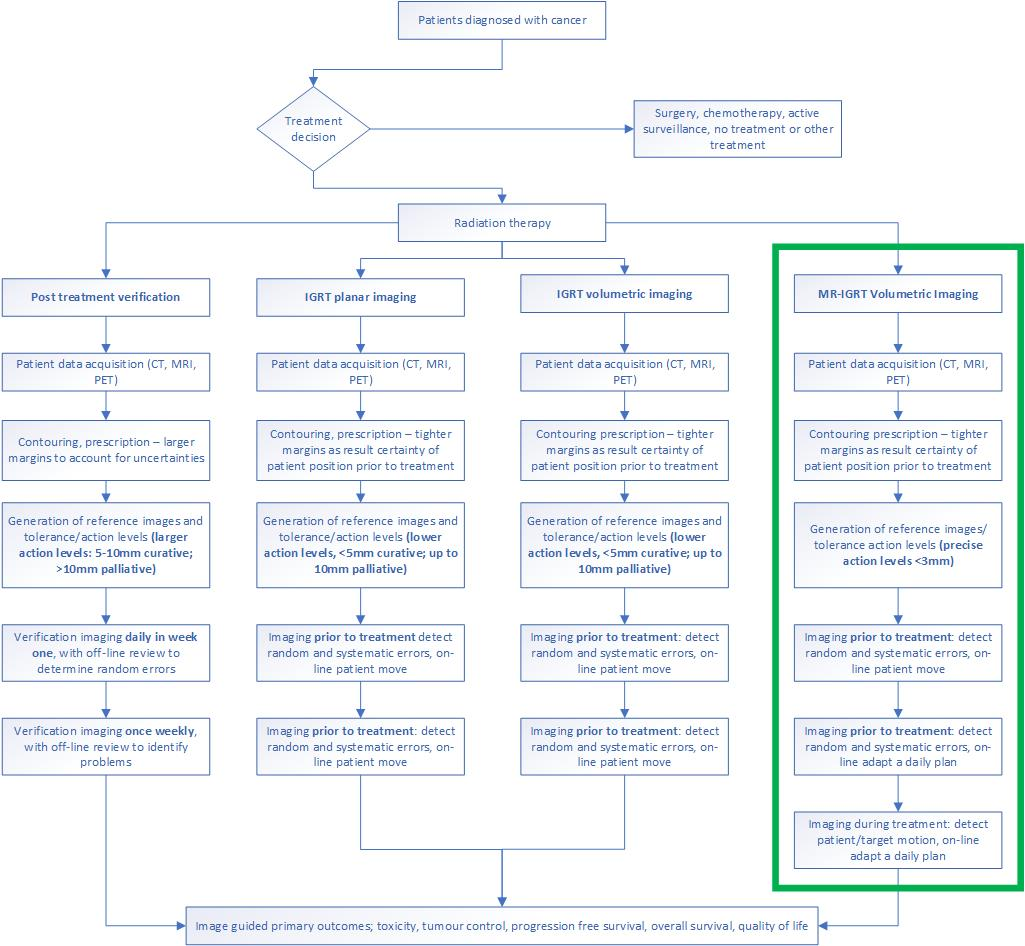 Patients diagnosed with cancer
Treatment
decision
Surgery, chemotherapy, active
surveillance, no treatment or other
treatment
Radiation therapy
Post treatment verification
Patient data acquisition (CT, MRI,
PET)
Contouring, prescription – larger
margins to account for uncertainties
Generation of reference images and
tolerance/action levels (larger
action levels: 5-10mm curative;
>10mm palliative)
Verification imaging daily in week
one, with off-line review to
determine random errors
Verification imaging once weekly,
with off-line review to identify
problems
IGRT planar imaging
Patient data acquisition (CT, MRI,
PET)
Contouring, prescription – tighter
margins as result certainty of
patient position prior to treatment
Generation of reference images and
tolerance/action levels (lower
action levels, <5mm curative; up to
10mm palliative)
Imaging prior to treatment detect
random and systematic errors, on-
line patient move
Imaging prior to treatment: detect
random and systematic errors, on-
line patient move
IGRT volumetric imaging
Patient data acquisition (CT, MRI,
PET)
Contouring prescription – tighter
margins as result certainty of
patient position prior to treatment
Generation of reference images and
tolerance/action levels (lower
action levels, <5mm curative; up to
10mm palliative)
Imaging prior to treatment: detect
random and systematic errors, on-
line patient move
Imaging prior to treatment: detect
random and systematic errors, on-
line patient move
MR-IGRT Volumetric Imaging
Patient data acquisition (CT, MRI,
PET)
Contouring prescription – tighter
margins as result certainty of
patient position prior to treatment
Generation of reference images/
tolerance action levels (precise
action levels <3mm)
Imaging prior to treatment: detect
random and systematic errors, on-
line patient move
Imaging prior to treatment: detect
random and systematic errors, on-
line adapt a daily plan
Imaging during treatment: detect
patient/target motion, on-line
adapt a daily plan
Image guided primary outcomes; toxicity, tumour control, progression free survival, overall survival, quality of life